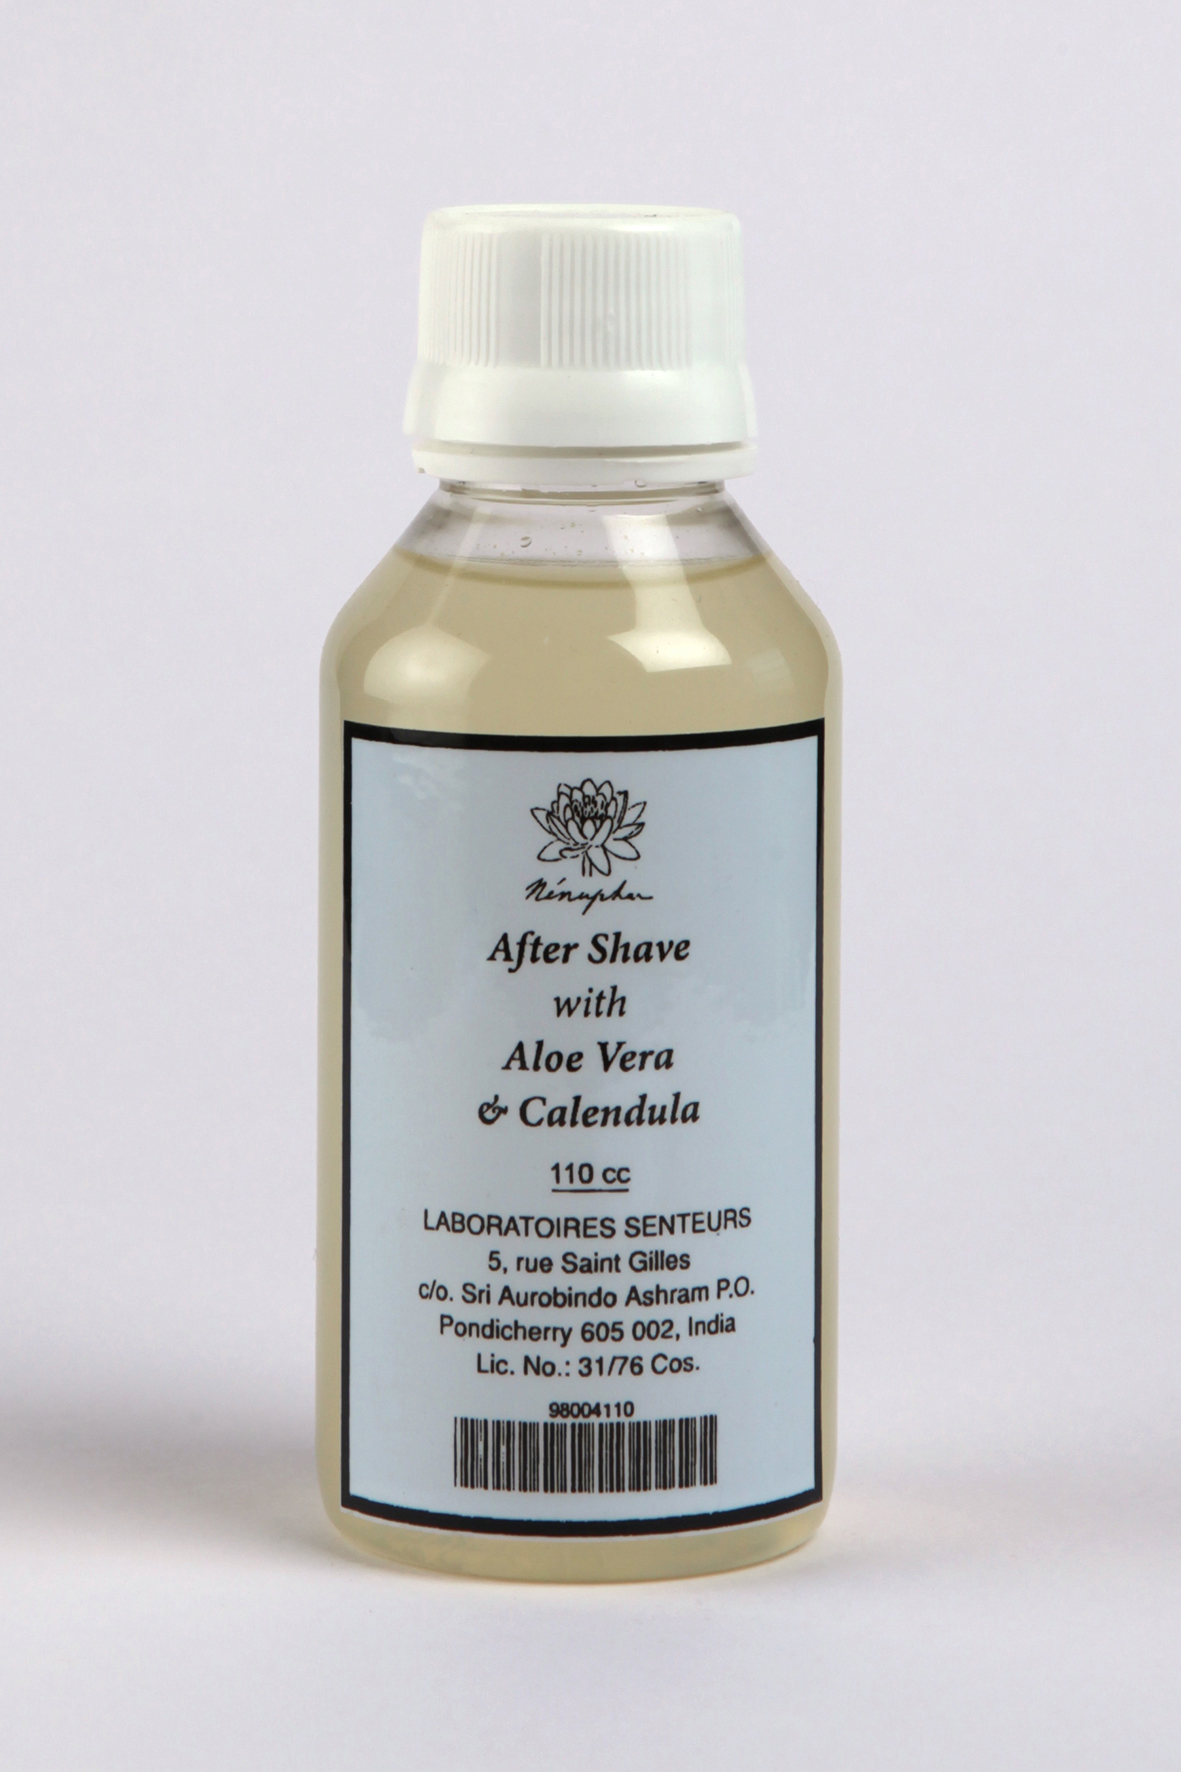 Nénuphar
After Shave
with
Aloe Vera
& Calendula
110 cc
LABORATOIRES SENTEURS
5, rue Saint Gilles
c/o. Sri Aurobindo Ashram P.O.
Pondicherry 605 002, India
Lic. No.: 31/76 Cos.
98004110